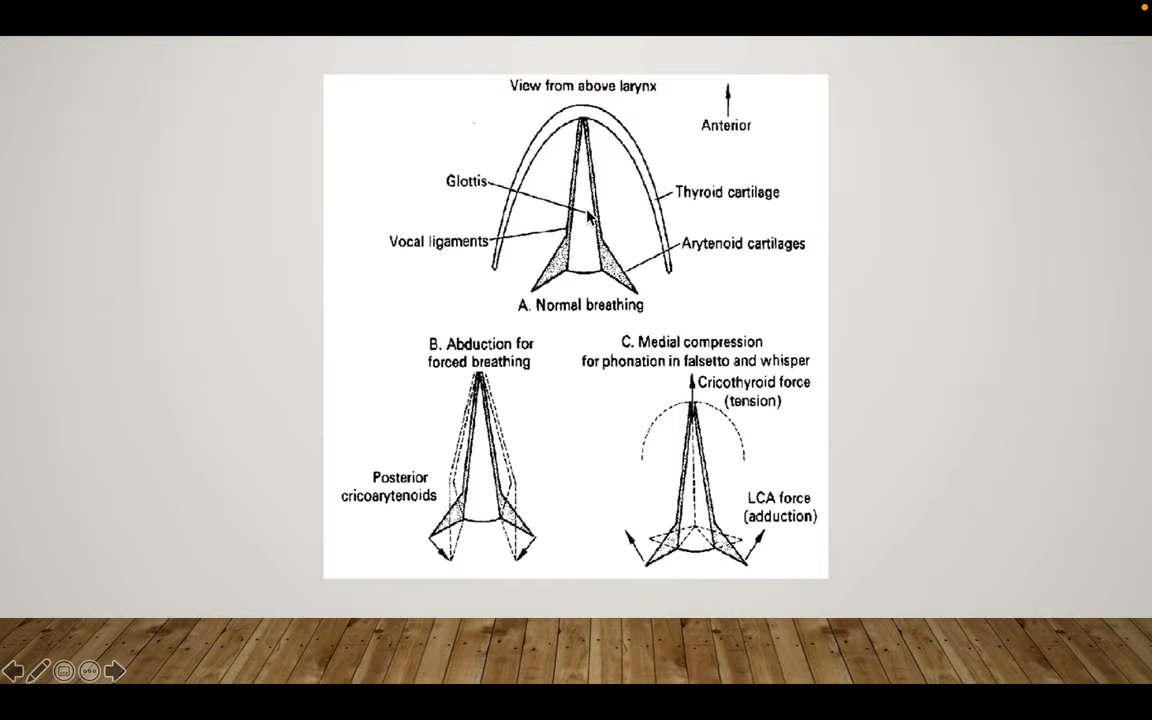 View from above larynx
Anterior
Glottis
Thyroid cartilage
Vocal ligaments
Arytenoid cartilages
A. Normal breathing
B. Abduction for
forced breathing
C. Medial compression
for phonation in falsetto and whisper
Cricothyroid force
(tension)
Posterior
cricoarytenoids
LCA force
(adduction)